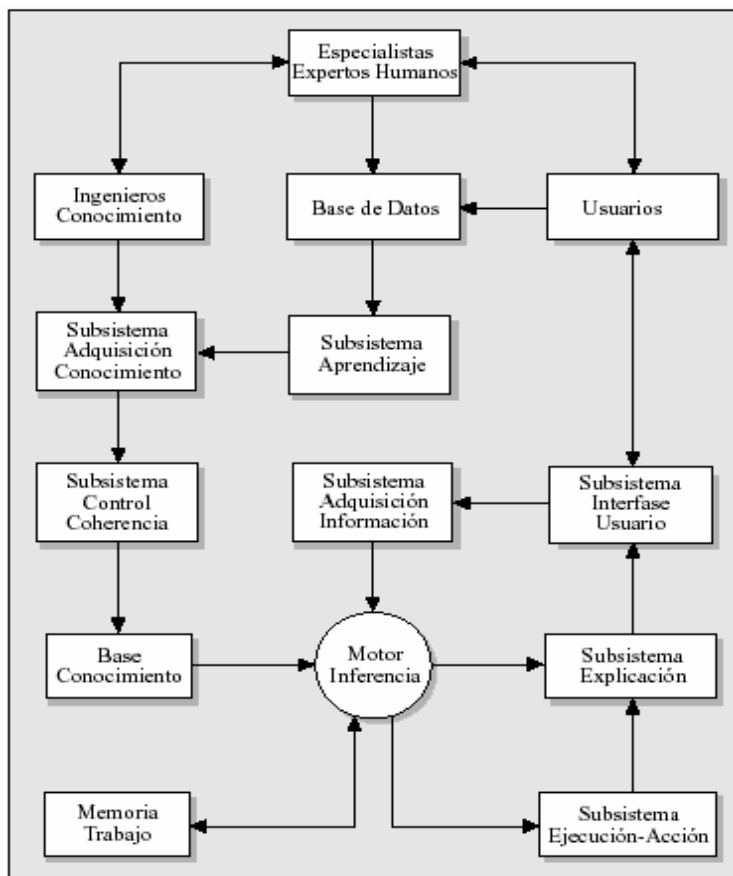 Especialistas
Expertos Humanos
Ingenieros
Conocimiento
Base de Datos
Usuarios
Subsistema
Adquisición
Conocimiento
Subsistema
Aprendizaje
Subsistema
Control
Coherencia
Subsistema
Adquisición
Información
Subsistema
Interfase
Usuario
Base
Conocimiento
Motor
Inferencia
Subsistema
Explicación
Memoria
Trabajo
Subsistema
Ejecución-Acción